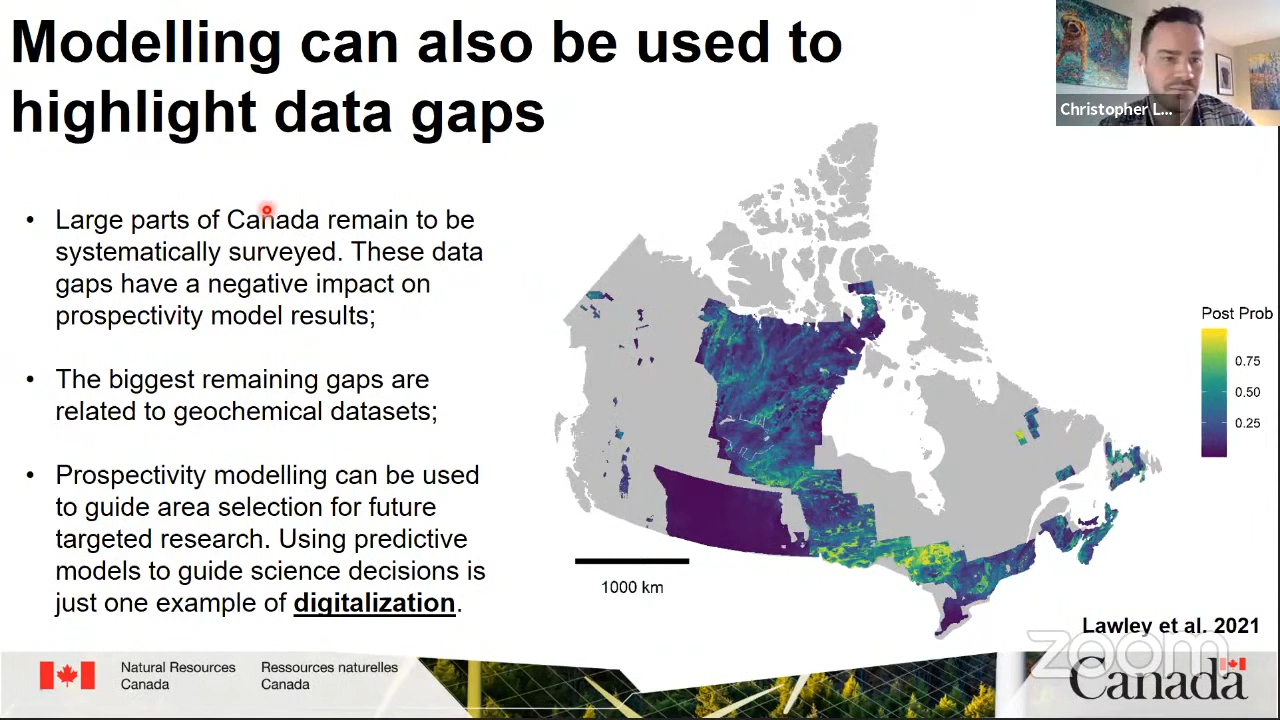 Modelling can also be used to
highlight data gaps
Christopher L...
• Large parts of Canada remain to be
systematically surveyed. These data
gaps have a negative impact on
prospectivity model results;
• The biggest remaining gaps are
related to geochemical datasets;
• Prospectivity modelling can be used
to guide area selection for future
targeted research. Using predictive
models to guide science decisions is
just one example of digitalization.
Post Prob
0.75
0.50
0.25
1000 km
Lawley et al. 2021
zoom
Natural Resources
Canada
Ressources naturelles
Canada
Canada